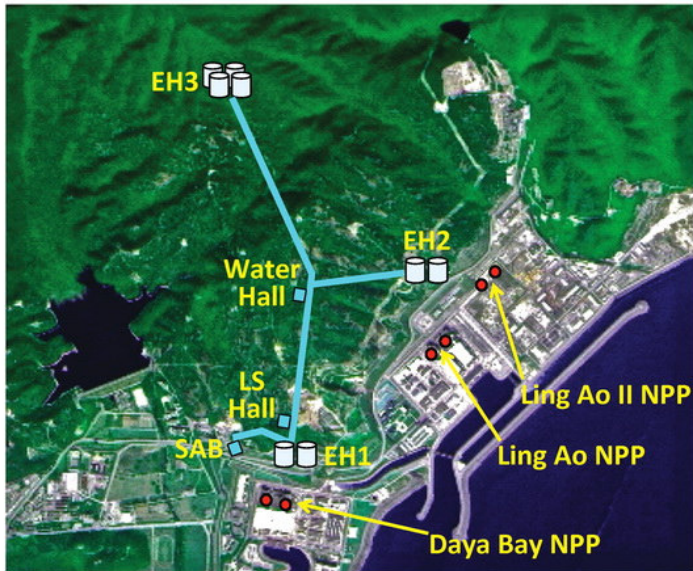 EH3
EH2
Water
Hall
LS
Hall
SAB
EH1
Ling Ao II NPP
Ling Ao NPP
Daya Bay NPP